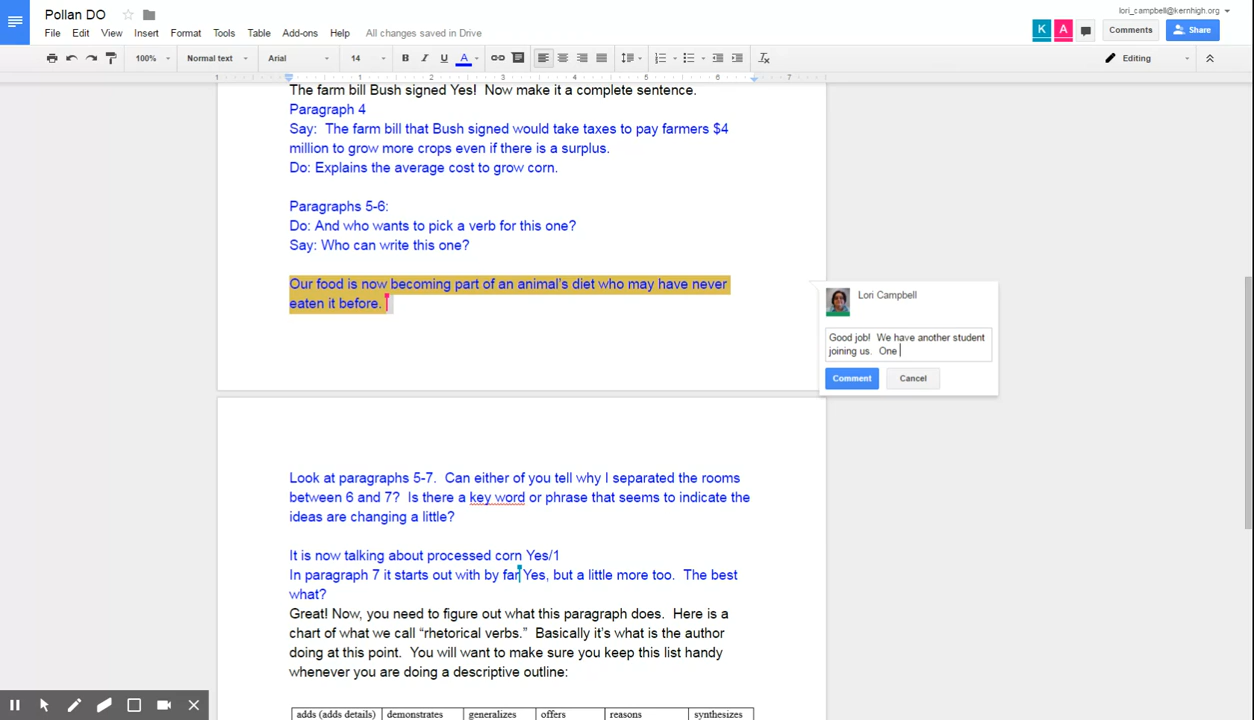 Pollan DO
lori_campbell@kernhigh.org
File Edit View Insert Format Tools Table Add-ons Help All changes saved in Drive
K A Comments Share
100% Normal text Arial 14 B I U A Editing
1 1 2 3 4 5 6 7
The farm bill Bush signed Yes! Now make it a complete sentence.
Paragraph 4
Say: The farm bill that Bush signed would take taxes to pay farmers $4
million to grow more crops even if there is a surplus.
Do: Explains the average cost to grow corn.
Paragraphs 5-6:
Do: And who wants to pick a verb for this one?
Say: Who can write this one?
Our food is now becoming part of an animal's diet who may have never
eaten it before.
Lori Campbell
Good job! We have another student
joining us. One
Comment Cancel
Look at paragraphs 5-7. Can either of you tell why I separated the rooms
between 6 and 7? Is there a key word or phrase that seems to indicate the
ideas are changing a little?
It is now talking about processed corn Yes/1
In paragraph 7 it starts out with by far Yes, but a little more too. The best
what?
Great! Now, you need to figure out what this paragraph does. Here is a
chart of what we call “rhetorical verbs.” Basically it's what is the author
doing at this point. You will want to make sure you keep this list handy
whenever you are doing a descriptive outline:
adds (adds details) demonstrates generalizes offers reasons synthesizes